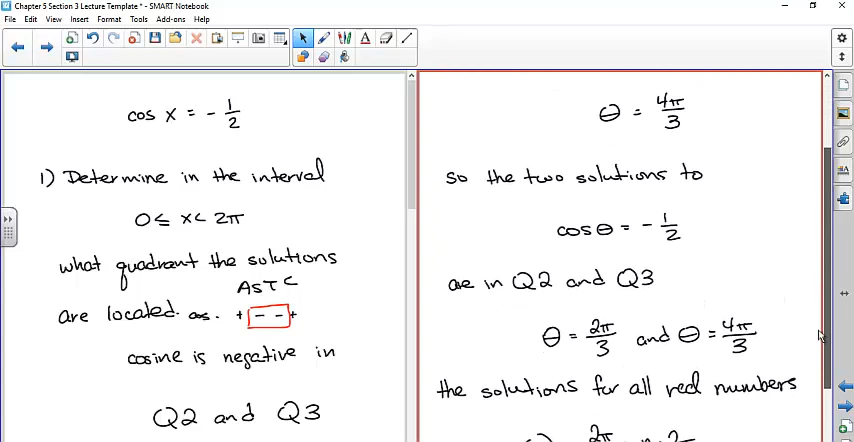 Chapter 5 Section 3 Lecture Template * - SMART Notebook
File Edit View Insert Format Tools Add-ons Help
cos x = - 1/2
1) Determine in the interval
0 ≤ x < 2π
what quadrant the solutions
ASTC
are located as. + - - +
cosine is negative in
Q2 and Q3
θ = 4π/3
so the two solutions to
cosθ = - 1/2
are in Q2 and Q3
θ = 2π/3 and θ = 4π/3
the solutions for all real numbers